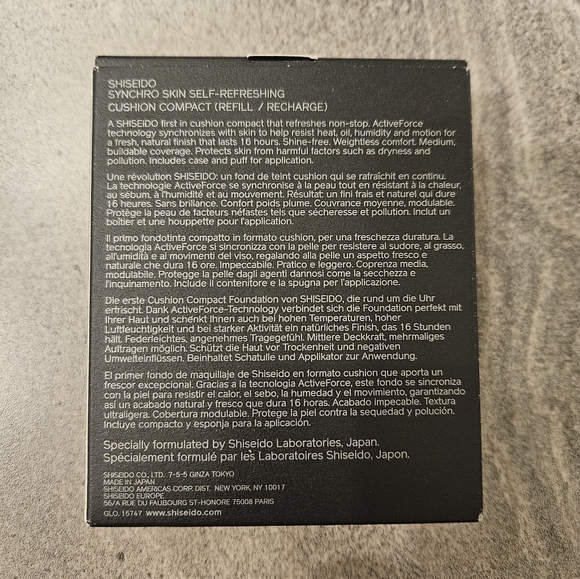 SHISEIDO
SYNCHRO SKIN SELF-REFRESHING
CUSHION COMPACT (REFILL / RECHARGE)
A SHISEIDO first in cushion compact that refreshes non-stop. ActiveForce
technology synchronizes with skin to help resist heat, oil, humidity and motion for
a fresh, natural finish that lasts 16 hours. Shine-free. Weightless comfort. Medium,
buildable coverage. Protects skin from harmful factors such as dryness and
pollution. Includes case and puff for application.
Une révolution SHISEIDO: un fond de teint cushion qui se rafraîchit en continu.
La technologie ActiveForce se synchronise à la peau tout en résistant à la chaleur,
au sébum, à l'humidité et au mouvement. Résultat: un fini frais et naturel qui dure
16 heures. Sans brillance. Confort poids plume. Couvrance moyenne, modulable.
Protège la peau de facteurs néfastes tels que sécheresse et pollution. Inclut un
boîtier et une houppette pour l'application.
Il primo fondotinta compatto in formato cushion, per una freschezza duratura. La
tecnologia ActiveForce si sincronizza con la pelle per resistere al sudore, al grasso,
all'umidità e ai movimenti del viso, regalando alla pelle un aspetto fresco e
naturale che dura 16 ore. Impeccabile. Pratico e leggero. Coprenza media,
modulabile. Protegge la pelle dagli agenti dannosi come la secchezza e
l'inquinamento. Include il contenitore e la spugna per l'applicazione.
Die erste Cushion Compact Foundation von SHISEIDO, die rund um die Uhr
erfrischt. Dank ActiveForce-Technology verbindet sich die Foundation perfekt mit
Ihrer Haut und schenkt Ihnen auch bei hohen Temperaturen, hoher
Luftfeuchtigkeit und bei starker Aktivität ein natürliches Finish, das 16 Stunden
hält. Federleichtes, angenehmes Tragegefühl. Mittlere Deckkraft, mehrmaliges
Auftragen möglich. Schützt die Haut vor Trockenheit und negativen
Umwelteinflüssen. Beinhaltet Schatulle und Applikator zur Anwendung.
El primer fondo de maquillaje de Shiseido en formato cushion que aporta un
frescor excepcional. Gracias a la tecnología ActiveForce, este fondo se sincroniza
con la piel para resistir el calor, el sebo, la humedad y el movimiento, garantizando
así un acabado natural y fresco que dura 16 horas. Acabado impecable. Textura
ultraligera. Cobertura modulable. Protege la piel contra la sequedad y polución.
Incluye compacto y esponja para la aplicación.
Specially formulated by Shiseido Laboratories, Japan.
Spécialement formulé par les Laboratoires Shiseido, Japon.
SHISEIDO CO., LTD. 7-5-5 GINZA TOKYO
MADE IN JAPAN
SHISEIDO AMERICAS CORP. DIST. NEW YORK, NY 10017
SHISEIDO EUROPE
56/A RUE DU FAUBOURG ST-HONORE 75008 PARIS
GLO. 15747 www.shiseido.com